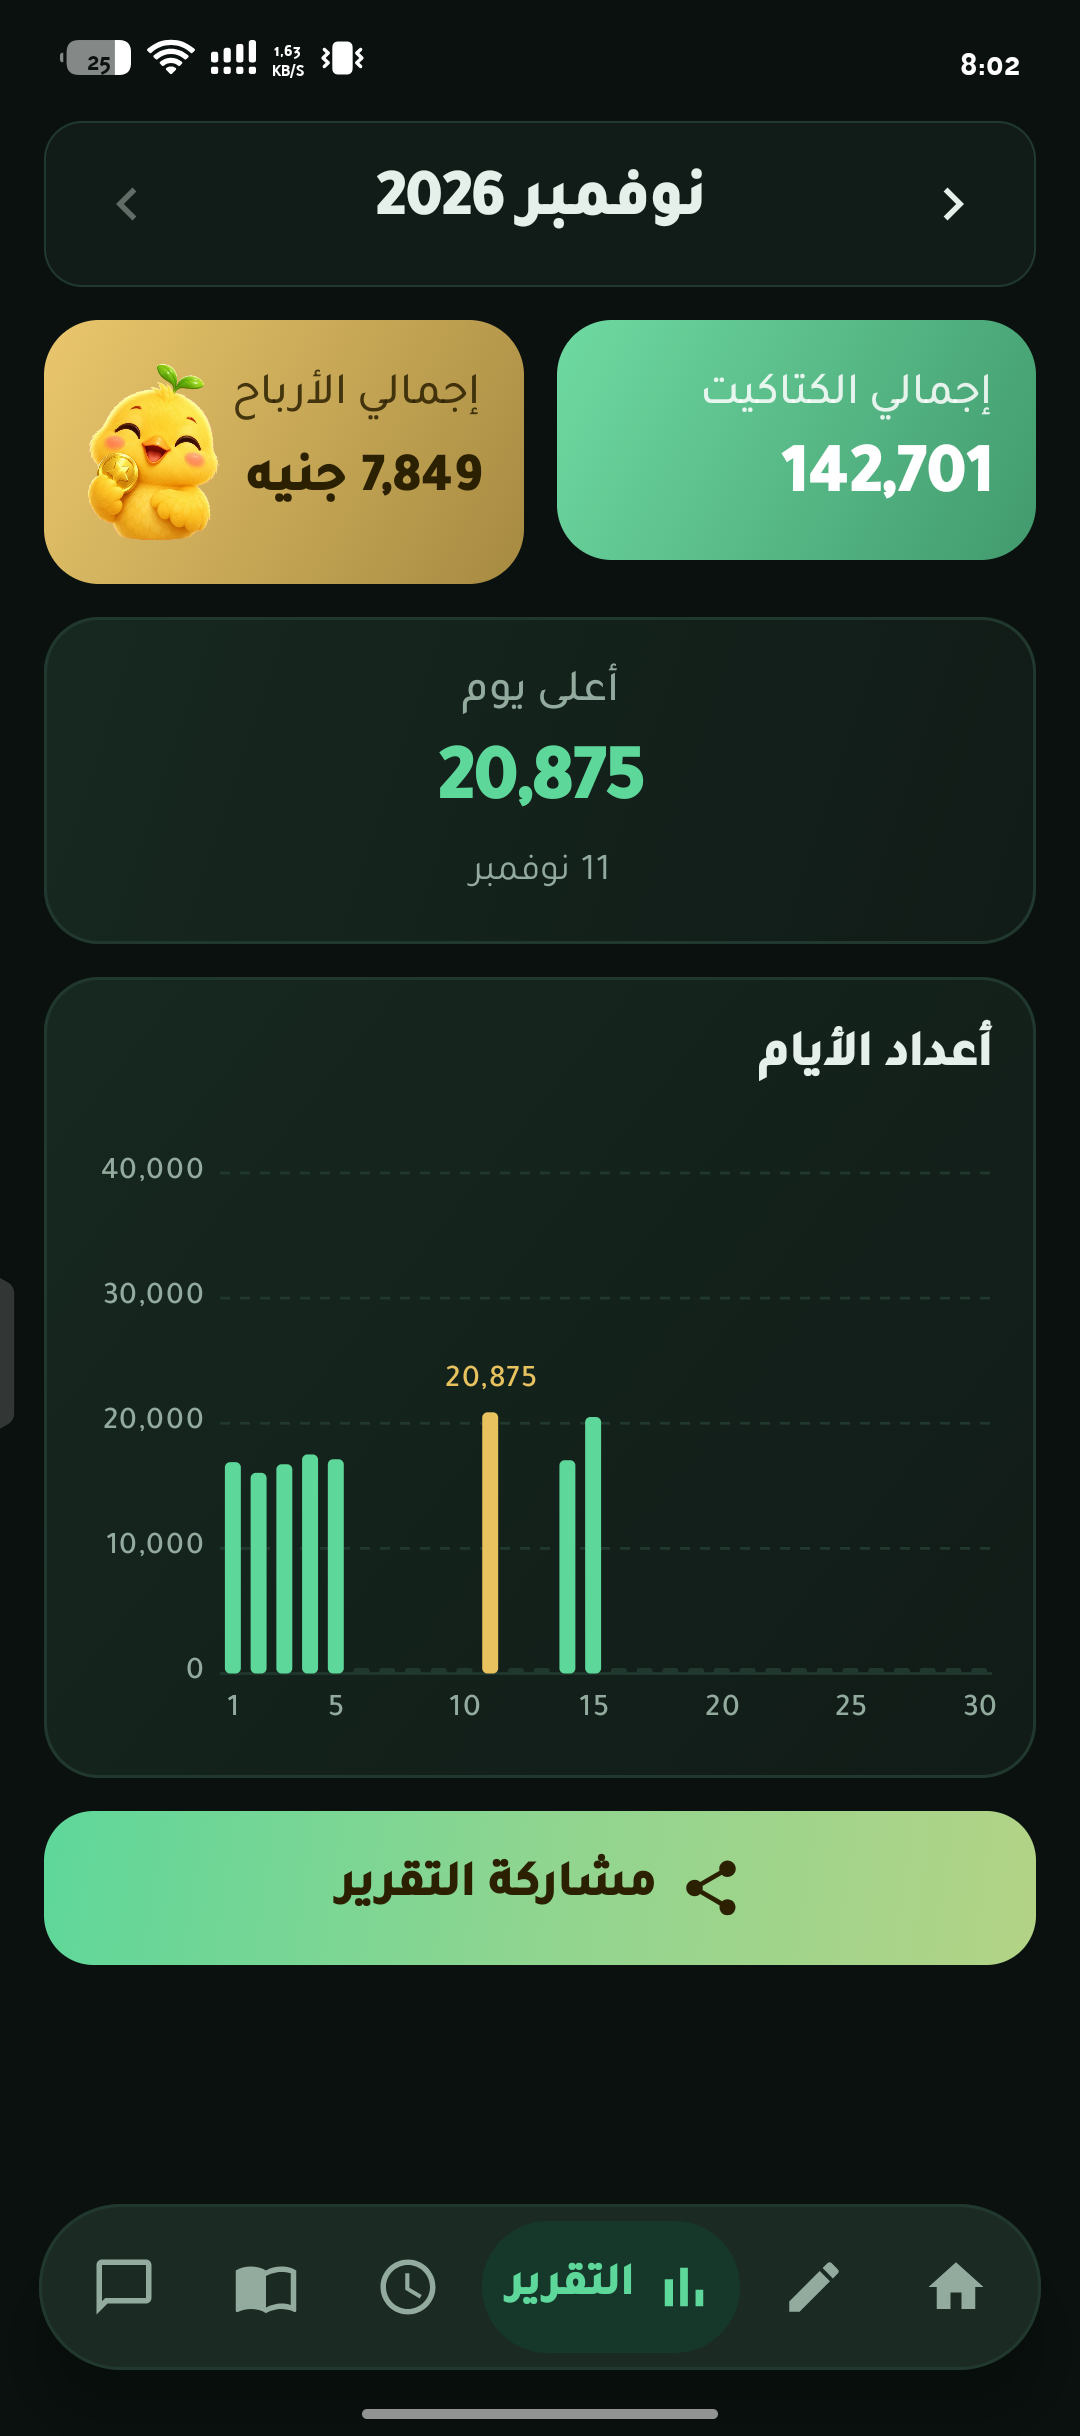 8:02
1,63
KB/S
25
نوفمبر 2026
إجمالي الكتاكيت
142,701
إجمالي الأرباح
7,849 جنيه
أعلى يوم
20,875
11 نوفمبر
أعداد الأيام
40,000
30,000
20,875
20,000
10,000
0
1 5 10 15 20 25 30
مشاركة التقرير
التقرير